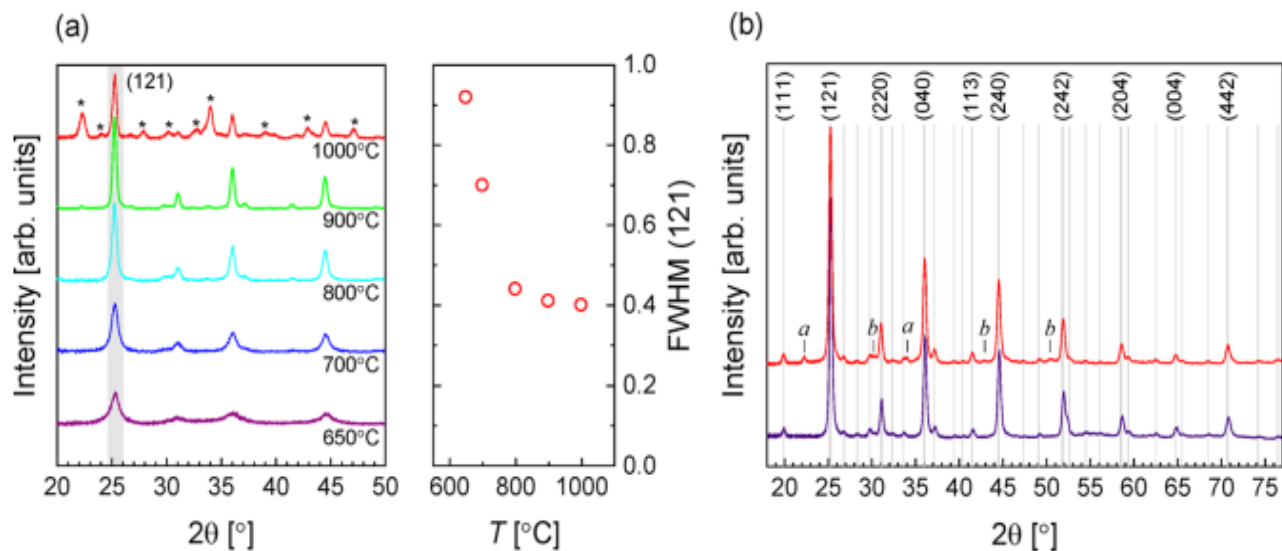 (a)
(121)
* * * * * * * * *
1000°C
900°C
800°C
700°C
650°C
Intensity [arb. units]
20 25 30 35 40 45 50
2θ [°]
1.0
0.8
0.6
0.4
0.2
0.0
FWHM (121)
600 800 1000
T [°C]
(b)
(111) (121) (220) (040) (113) (240) (242) (204) (004) (442)
a b a b b
Intensity [arb. units]
20 25 30 35 40 45 50 55 60 65 70 75
2θ [°]